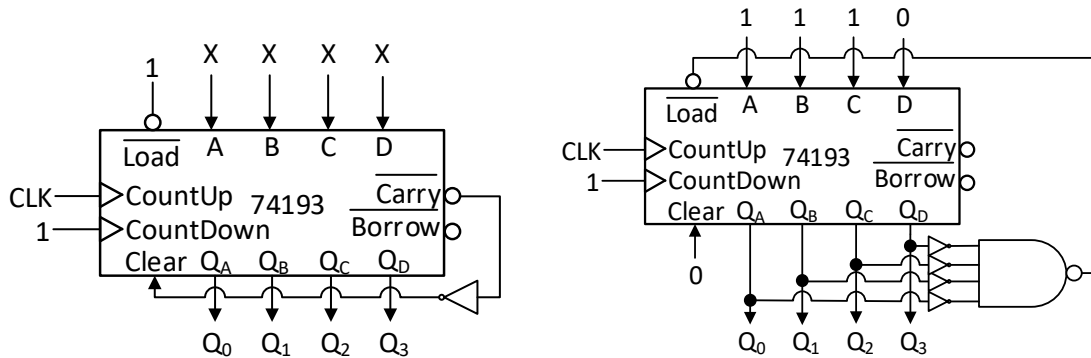 X X X X
1
Load A B C D
CLK CountUp Carry
74193
1 CountDown Borrow
Clear QA QB QC QD
Q0 Q1 Q2 Q3
1 1 1 0
Load A B C D
CLK CountUp 74193 Carry
1 CountDown Borrow
Clear QA QB QC QD
0
Q0 Q1 Q2 Q3